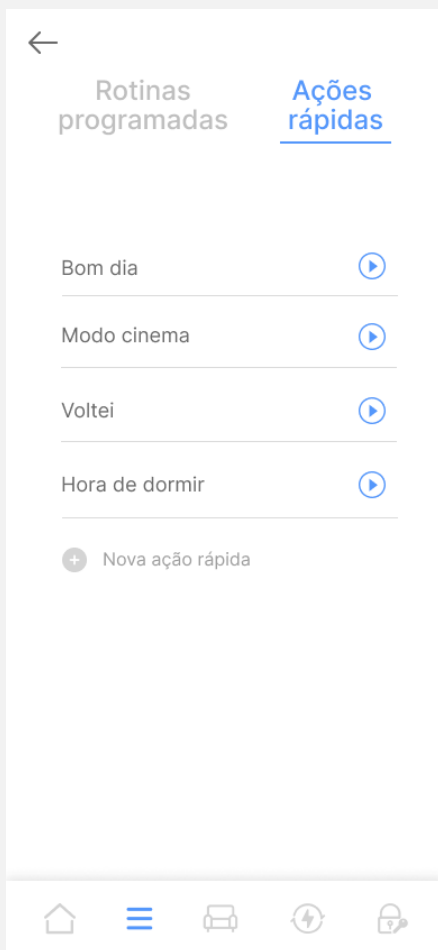 Rotinas
programadas
Ações
rápidas
Bom dia
Modo cinema
Voltei
Hora de dormir
Nova ação rápida